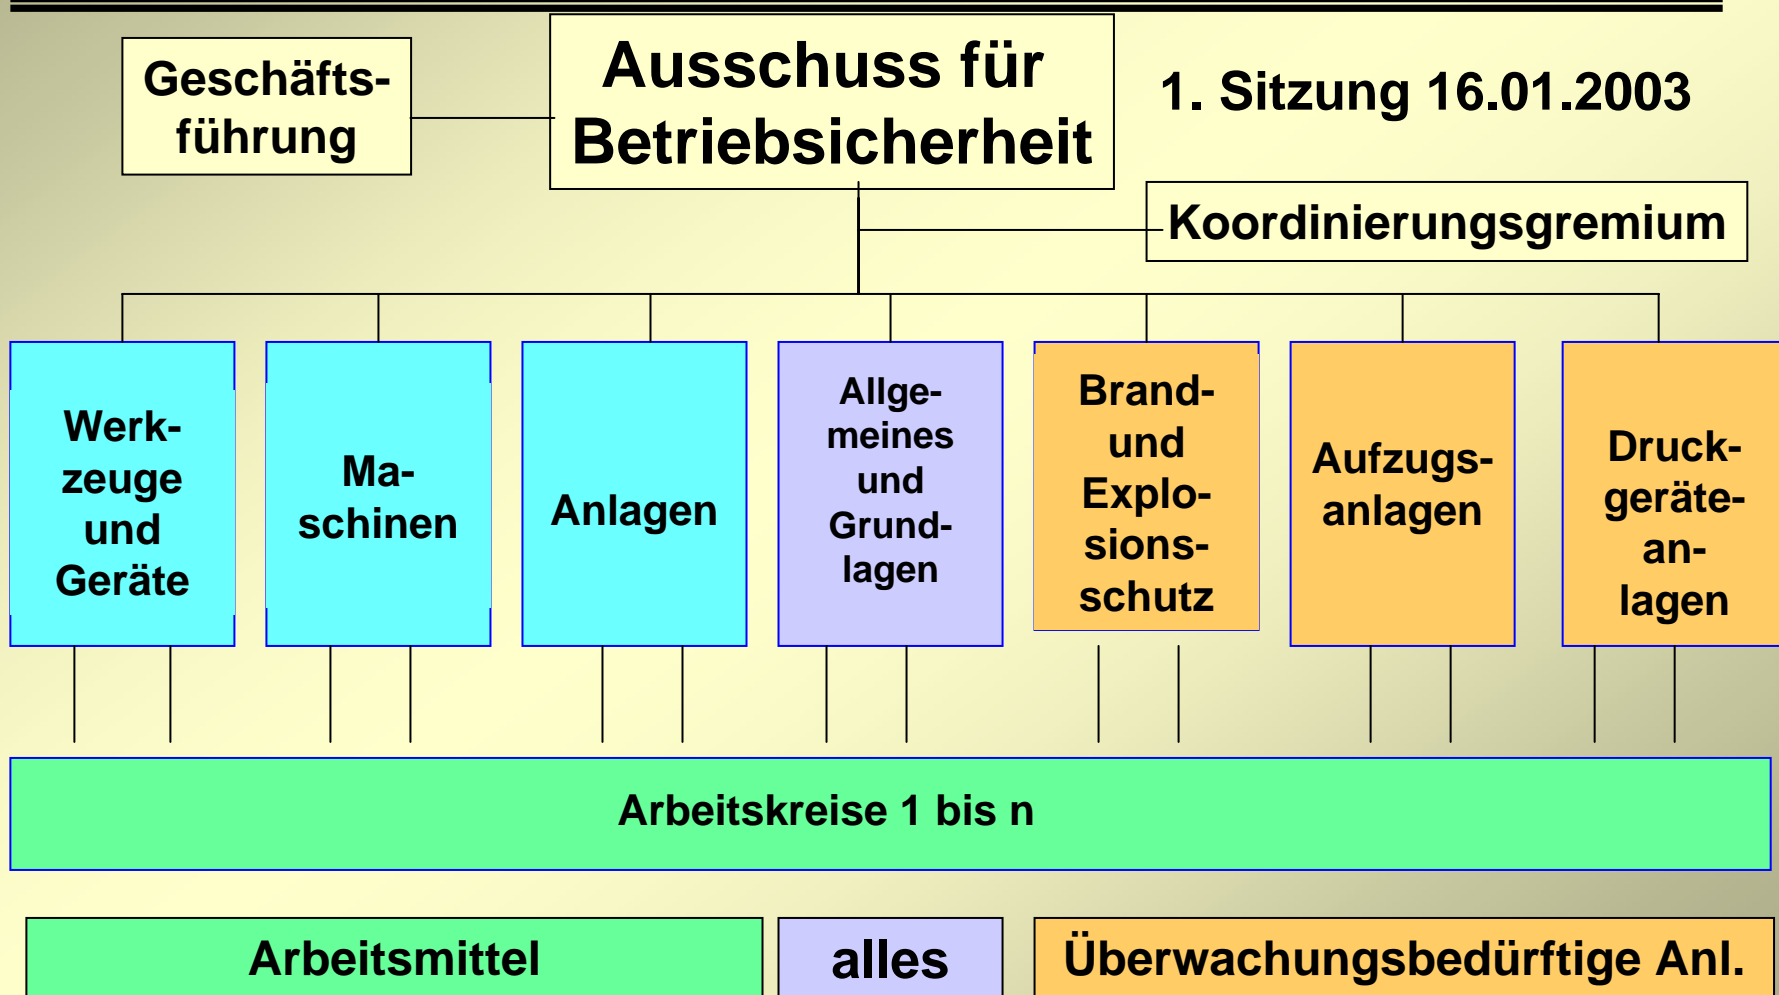 Geschäfts-
führung
Ausschuss für
Betriebsicherheit
1. Sitzung 16.01.2003
Koordinierungsgremium
Werk-
zeuge
und
Geräte
Ma-
schinen
Anlagen
Allge-
meines
und
Grund-
lagen
Brand-
und
Explo-
sions-
schutz
Aufzugs-
anlagen
Druck-
geräte-
an-
lagen
Arbeitskreise 1 bis n
Arbeitsmittel
alles
Überwachungsbedürftige Anl.